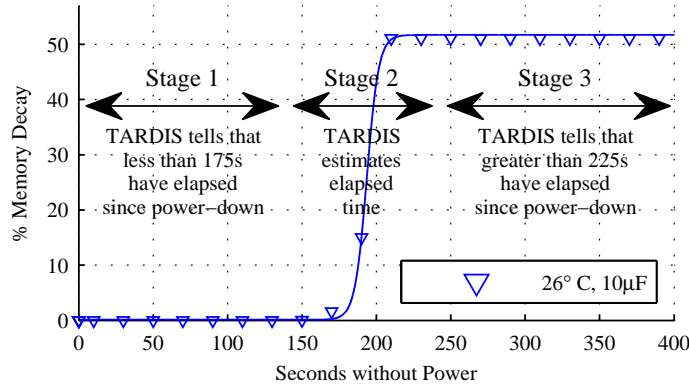 % Memory Decay
50
40
30
20
10
0
Stage 1
Stage 2
Stage 3
TARDIS tells that
less than 175s
have elapsed
since power−down
TARDIS
estimates
elapsed
time
TARDIS tells that
greater than 225s
have elapsed
since power−down
26° C, 10µF
0
50
100
150
200
250
300
350
400
Seconds without Power